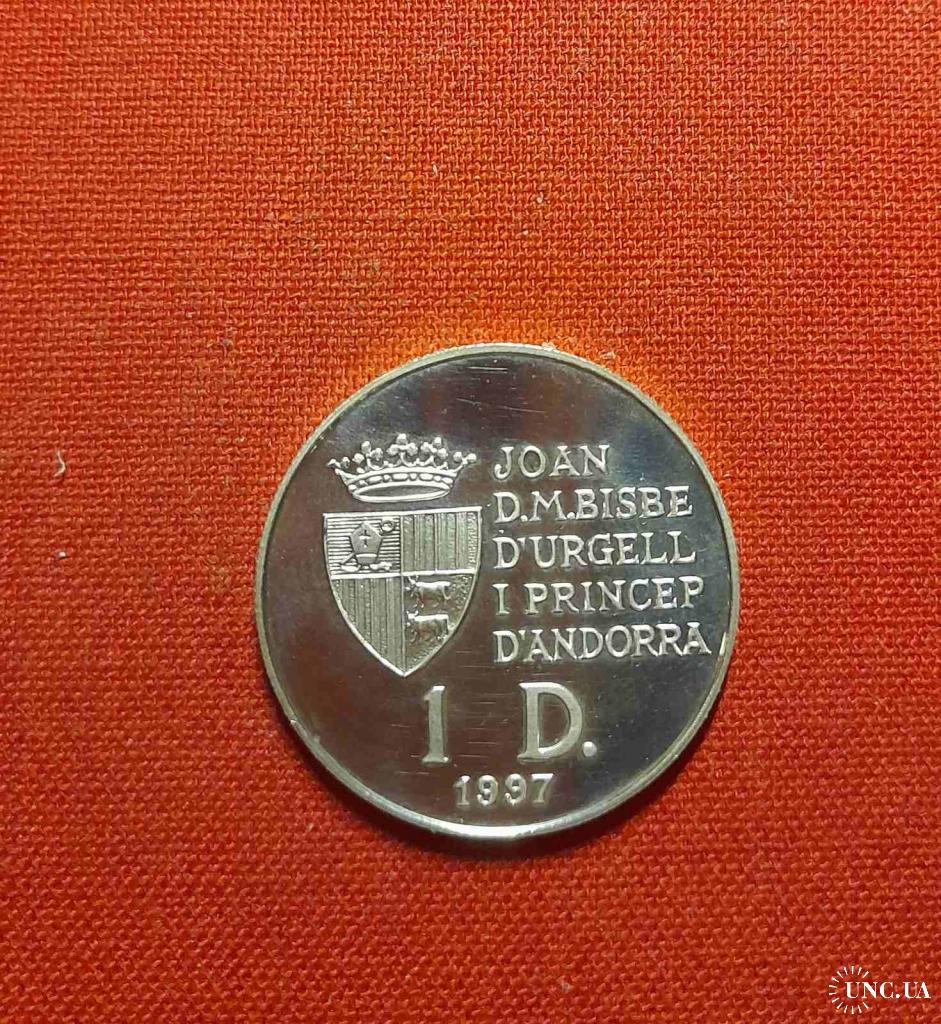 JOAN
D.M.BISBE
D'URGELL
I PRINCEP
D'ANDORRA
1 D.
1997
UNC.UA